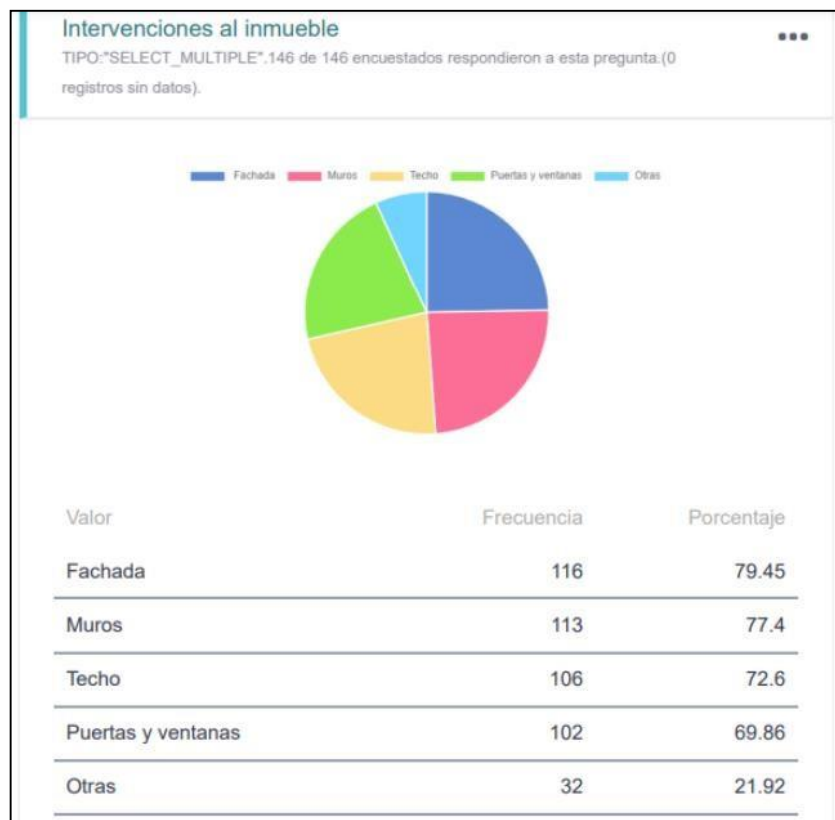 Intervenciones al inmueble
TIPO:"SELECT_MULTIPLE".146 de 146 encuestados respondieron a esta pregunta.(0
registros sin datos).
Fachada Muros Techo Puertas y ventanas Otras
Valor Frecuencia Porcentaje
Fachada 116 79.45
Muros 113 77.4
Techo 106 72.6
Puertas y ventanas 102 69.86
Otras 32 21.92